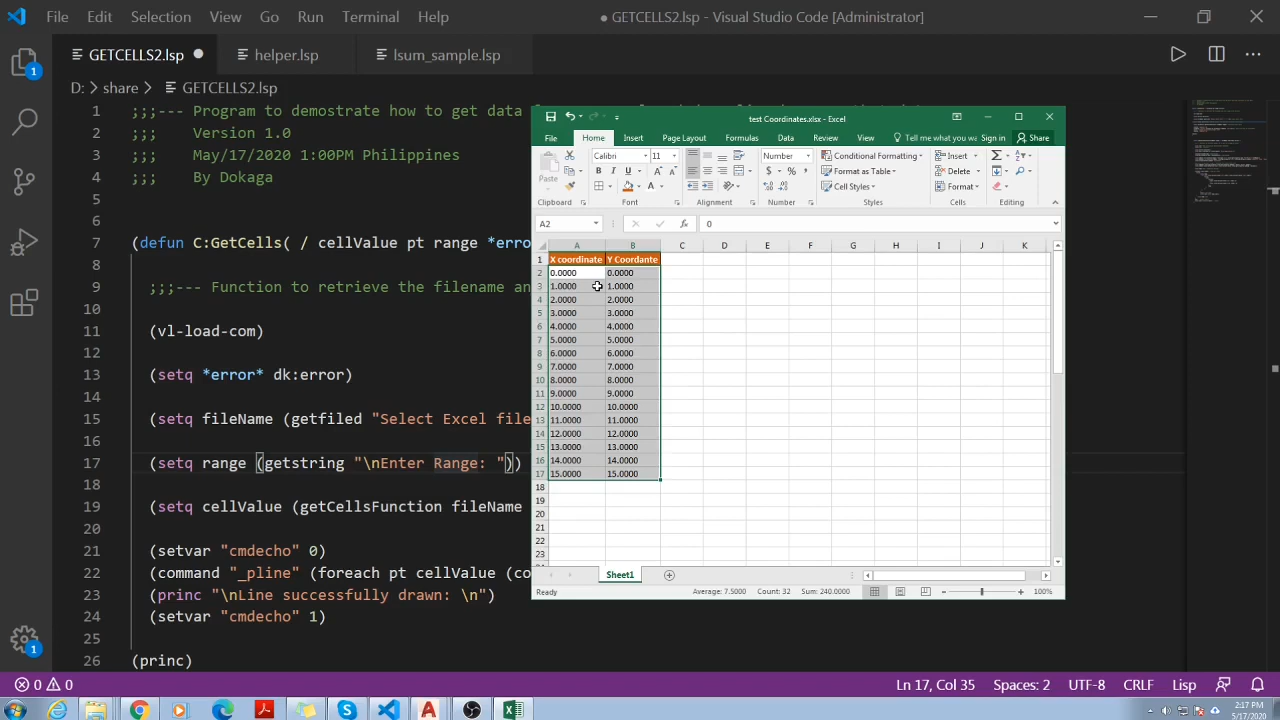 File Edit Selection View Go Run Terminal Help
● GETCELLS2.lsp - Visual Studio Code [Administrator]
GETCELLS2.lsp ●
helper.lsp
lsum_sample.lsp
D: > share > GETCELLS2.lsp
1 ;;;--- Program to demostrate how to get data
2 ;;; Version 1.0
3 ;;; May/17/2020 1:00PM Philippines
4 ;;; By Dokaga
5
6
7 (defun C:GetCells( / cellValue pt range *erro
8
9 ;;;--- Function to retrieve the filename an
10
11 (vl-load-com)
12
13 (setq *error* dk:error)
14
15 (setq fileName (getfiled "Select Excel file
16
17 (setq range (getstring "\nEnter Range: "))
18
19 (setq cellValue (getCellsFunction fileName
20
21 (setvar "cmdecho" 0)
22 (command "_pline" (foreach pt cellValue (co
23 (princ "\nLine successfully drawn: \n")
24 (setvar "cmdecho" 1)
25
26 (princ)
test Coordinates.xlsx - Excel
File Home Insert Page Layout Formulas Data Review View Tell me what you want Sign in Share
Calibri 11 Number Conditional Formatting Insert
Paste B I U $ % , Format as Table Delete
A Cell Styles Format
Clipboard Font Alignment Number Styles Cells Editing
A2 fx 0
A B C D E F G H I J K
1 X coordinate Y Coordante
2 0.0000 0.0000
3 1.0000 1.0000
4 2.0000 2.0000
5 3.0000 3.0000
6 4.0000 4.0000
7 5.0000 5.0000
8 6.0000 6.0000
9 7.0000 7.0000
10 8.0000 8.0000
11 9.0000 9.0000
12 10.0000 10.0000
13 11.0000 11.0000
14 12.0000 12.0000
15 13.0000 13.0000
16 14.0000 14.0000
17 15.0000 15.0000
18
19
20
21
22
23
Sheet1
Ready Average: 7.5000 Count: 32 Sum: 240.0000 100%
0 0 Ln 17, Col 35 Spaces: 2 UTF-8 CRLF Lisp
2:17 PM
5/17/2020